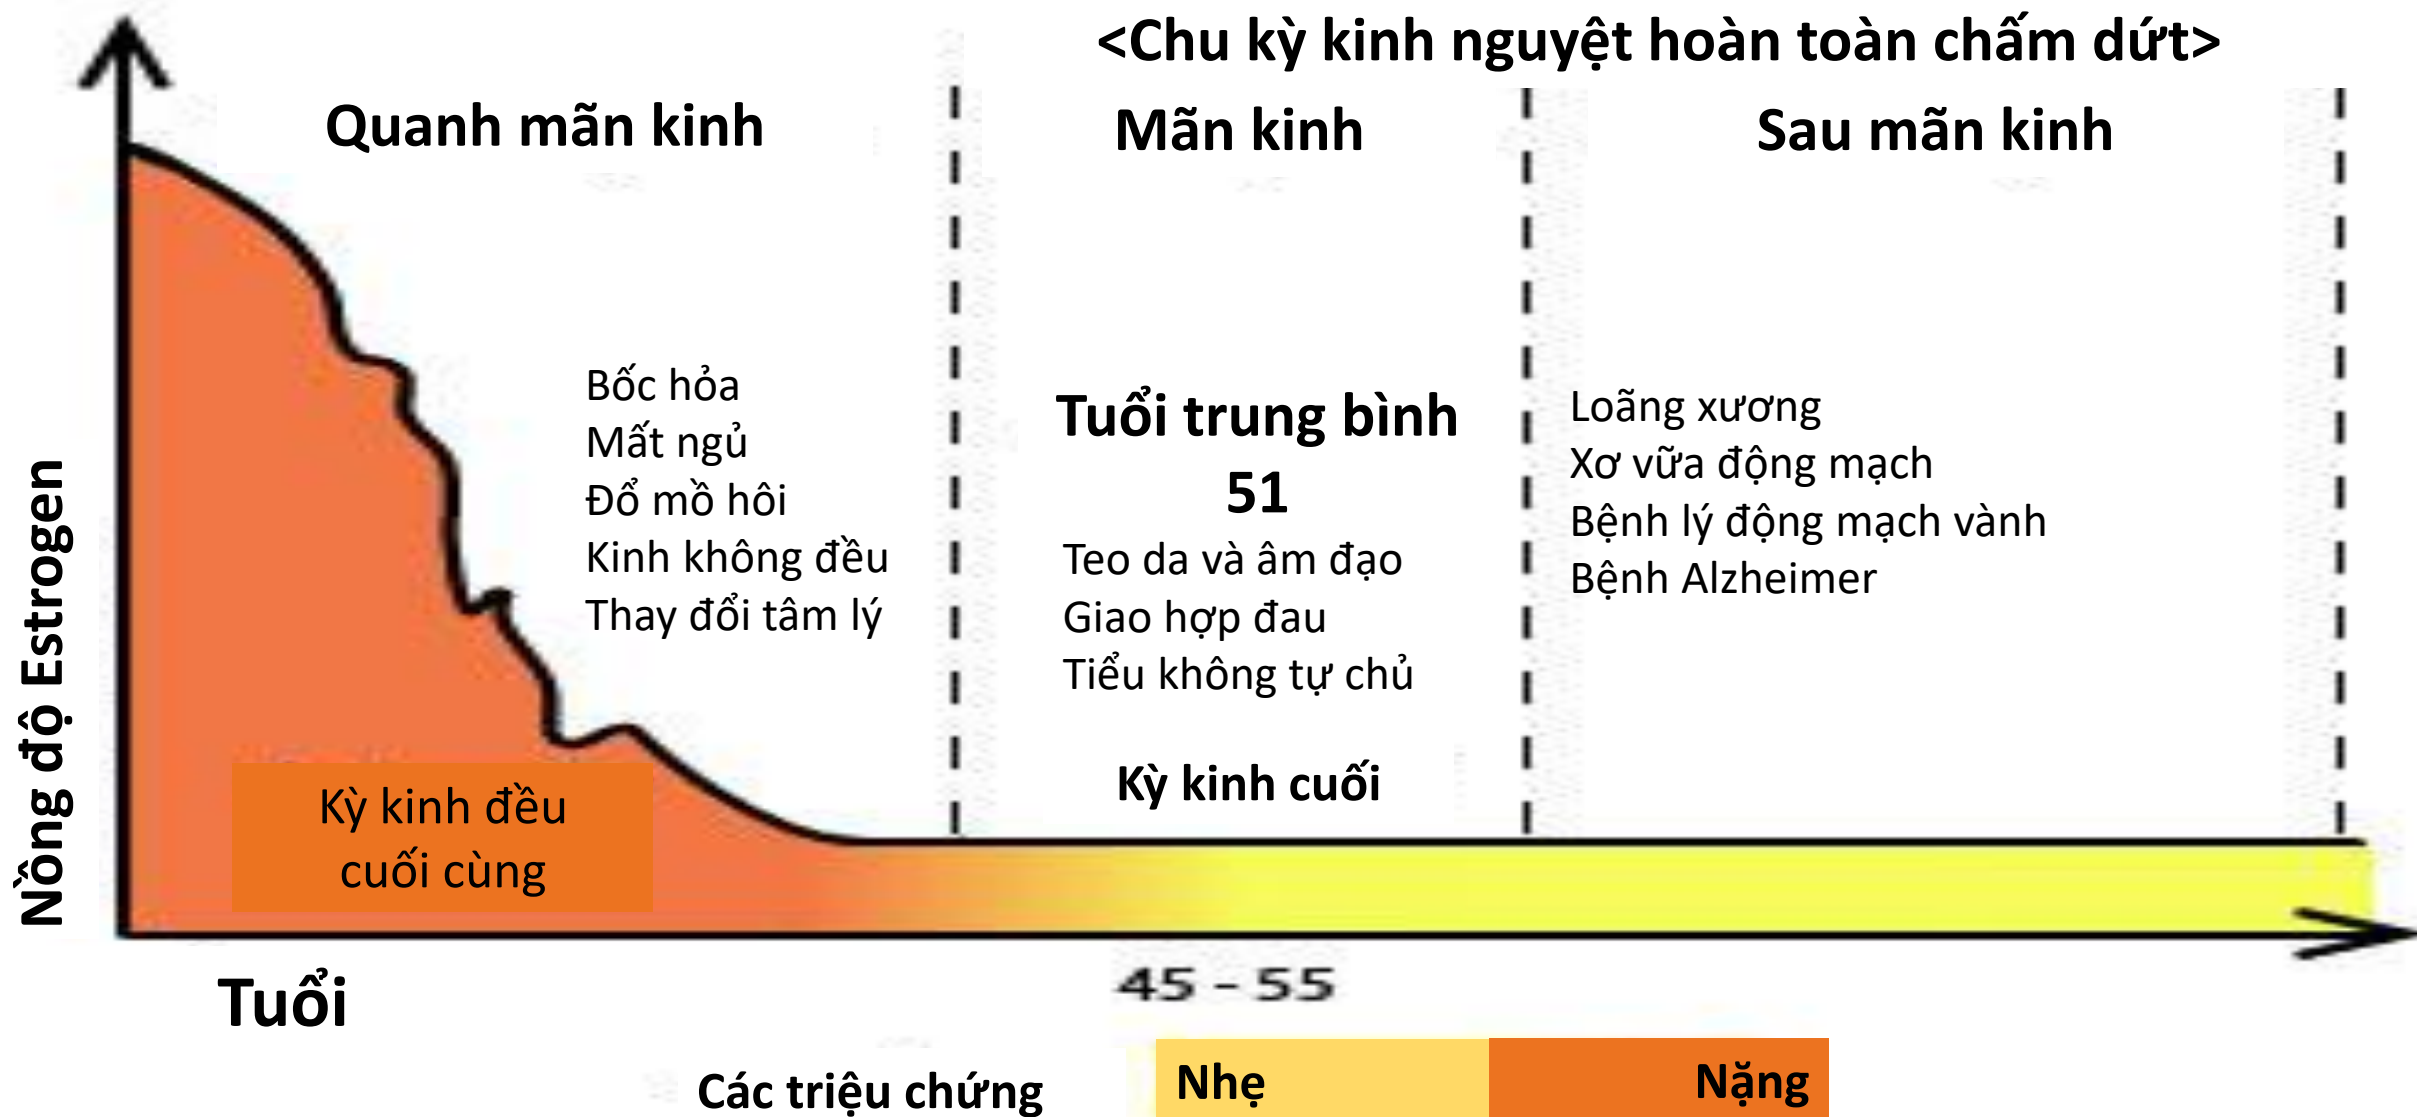 <Chu kỳ kinh nguyệt hoàn toàn chấm dứt>
Quanh mãn kinh
Mãn kinh
Sau mãn kinh
Nồng độ Estrogen
Bốc hỏa
Mất ngủ
Đổ mồ hôi
Kinh không đều
Thay đổi tâm lý
Tuổi trung bình
51
Teo da và âm đạo
Giao hợp đau
Tiểu không tự chủ
Kỳ kinh cuối
Loãng xương
Xơ vữa động mạch
Bệnh lý động mạch vành
Bệnh Alzheimer
Kỳ kinh đều
cuối cùng
Tuổi
45 - 55
Các triệu chứng
Nhẹ
Nặng